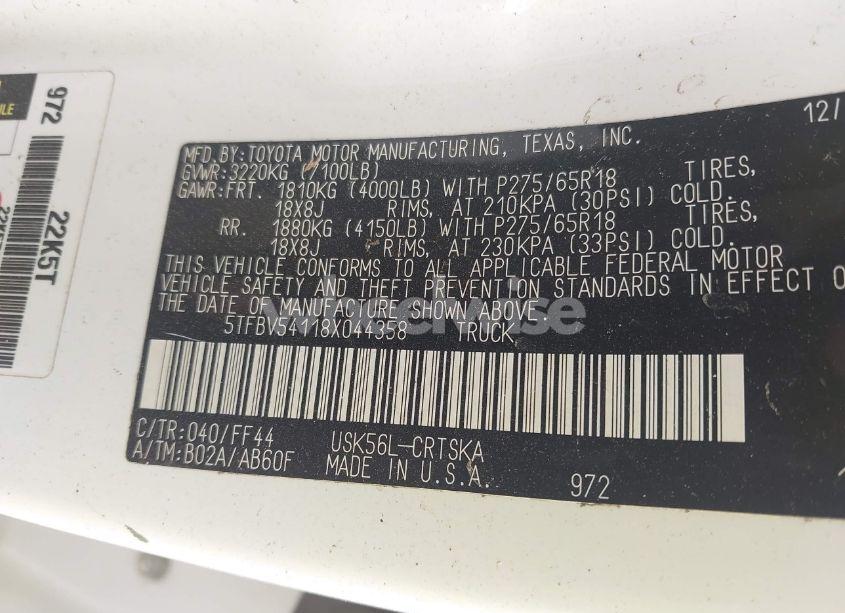 972
22K5T
12/
MFD.BY:TOYOTA MOTOR MANUFACTURING, TEXAS, INC.
GVWR:3220KG (7100LB)
GAWR:FRT. 1810KG (4000LB) WITH P275/65R18 TIRES,
18X8J RIMS, AT 210KPA (30PSI) COLD.
RR. 1880KG (4150LB) WITH P275/65R18 TIRES,
18X8J RIMS, AT 230KPA (33PSI) COLD.
THIS VEHICLE CONFORMS TO ALL APPLICABLE FEDERAL MOTOR
VEHICLE SAFETY AND THEFT PREVENTION STANDARDS IN EFFECT O
THE DATE OF MANUFACTURE SHOWN ABOVE.
TRUCK
C/TR:040/FF44 USK56L-CRTSKA
A/TM:B02A/AB60F MADE IN U.S.A. 972